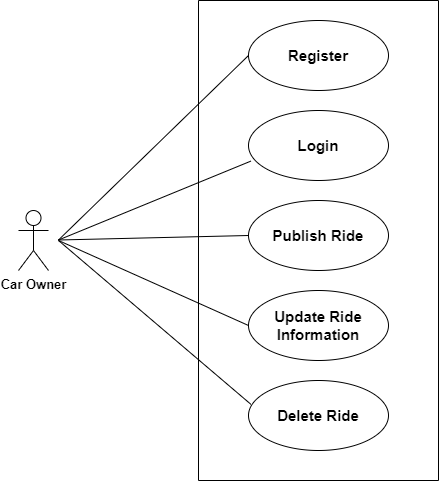 Register
Login
Publish Ride
Car Owner
Update Ride
Information
Delete Ride